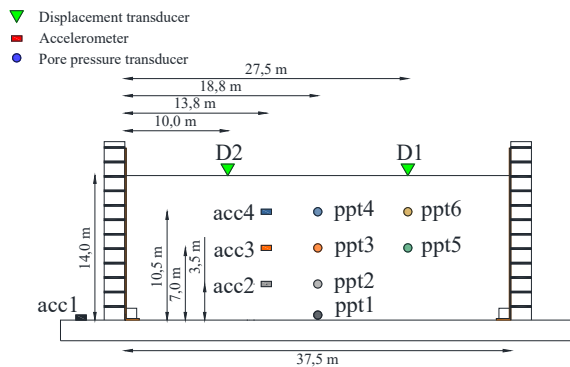 Displacement transducer
Accelerometer
Pore pressure transducer
27,5 m
18,8 m
13,8 m
10,0 m
D2
D1
acc4
ppt4
ppt6
acc3
ppt3
ppt5
acc2
ppt2
ppt1
acc1
14,0 m
10,5 m
7,0 m
3,5 m
37,5 m